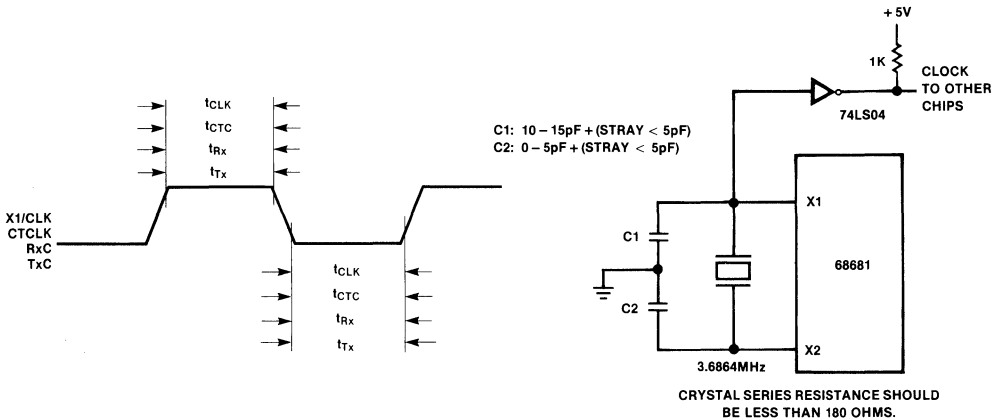 tCLK
tCTC
tRx
tTx
X1/CLK
CTCLK
RxC
TxC
tCLK
tCTC
tRx
tTx
+ 5V
1K
CLOCK
TO OTHER
CHIPS
74LS04
C1: 10 – 15pF + (STRAY < 5pF)
C2: 0 – 5pF + (STRAY < 5pF)
X1
C1
68681
C2
X2
3.6864MHz
CRYSTAL SERIES RESISTANCE SHOULD
BE LESS THAN 180 OHMS.